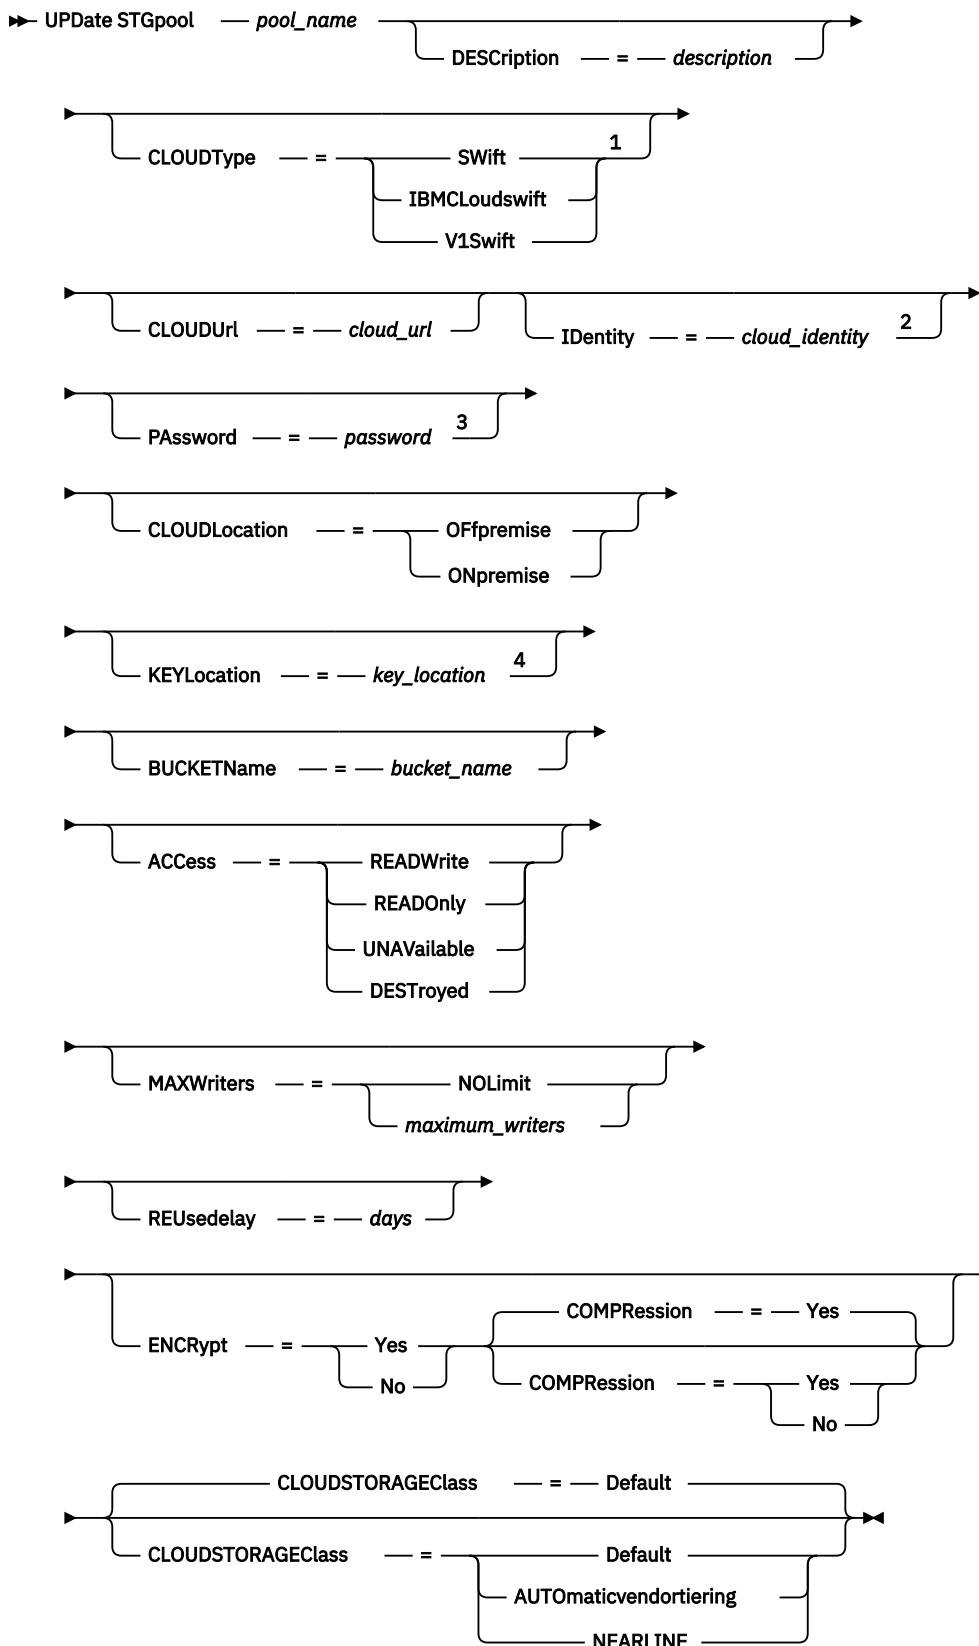 UPDate STGpool pool_name
DESCription = description
CLOUDType = SWift 1
IBMCLoudswift
V1Swift
CLOUDUrl = cloud_url IDentity = cloud_identity 2
PAssword = password 3
CLOUDLocation = OFfpremise
ONpremise
KEYLocation = key_location 4
BUCKETName = bucket_name
ACCess = READWrite
READOnly
UNAVailable
DESTroyed
MAXWriters = NOLimit
maximum_writers
REUsedelay = days
COMPRession = Yes
ENCRypt = Yes
No
COMPRession = Yes
No
CLOUDSTORAGEClass = Default
CLOUDSTORAGEClass = Default
AUTOmaticvendortiering
NEARLINE